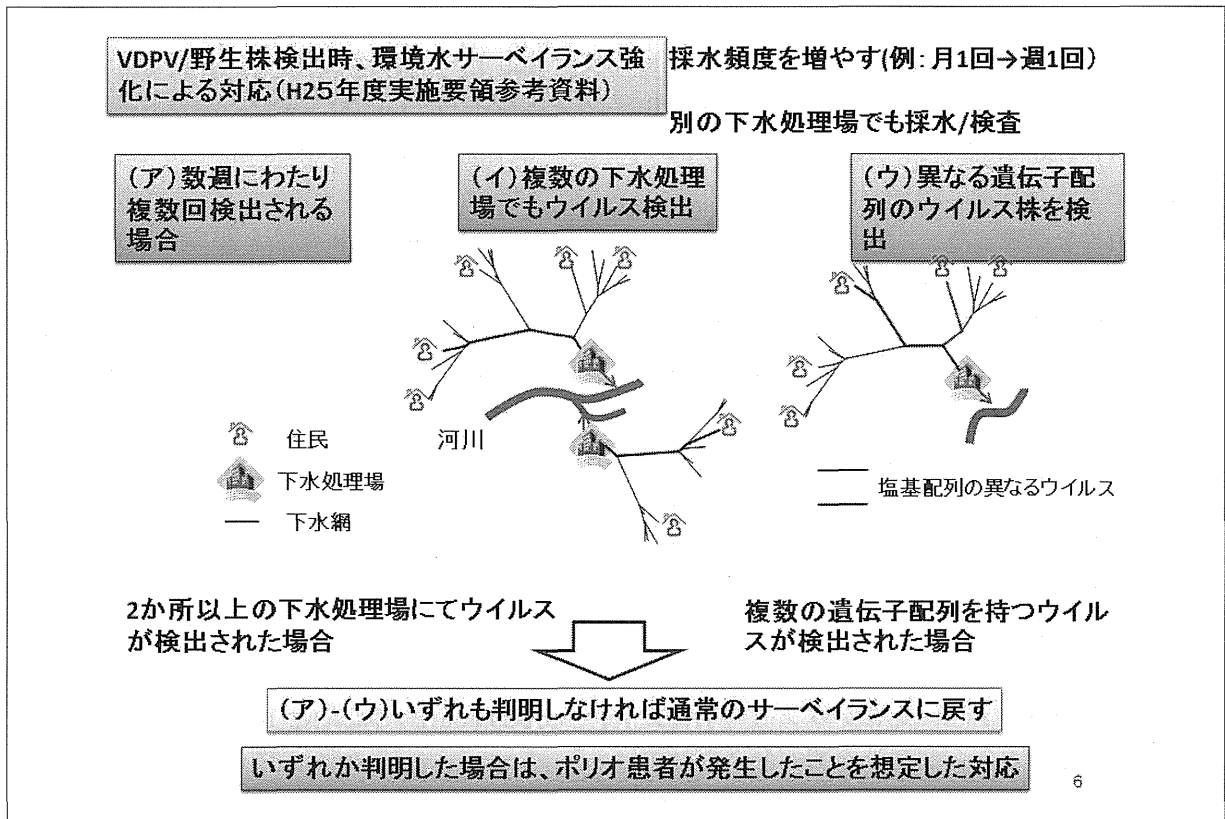 VDPV/野生株検出時、環境水サーベイランス強
化による対応(H25年度実施要領参考資料)
採水頻度を増やす(例:月1回→週1回)
別の下水処理場でも採水/検査
(ア)数週にわたり
複数回検出される
場合
(イ)複数の下水処理
場でもウイルス検出
(ウ)異なる遺伝子配
列のウイルス株を検
出
住民
河川
下水処理場
下水網
塩基配列の異なるウイルス
2か所以上の下水処理場にてウイルス
が検出された場合
複数の遺伝子配列を持つウイル
スが検出された場合
(ア)-(ウ)いずれも判明しなければ通常のサーベイランスに戻す
いずれか判明した場合は、ポリオ患者が発生したことを想定した対応
6